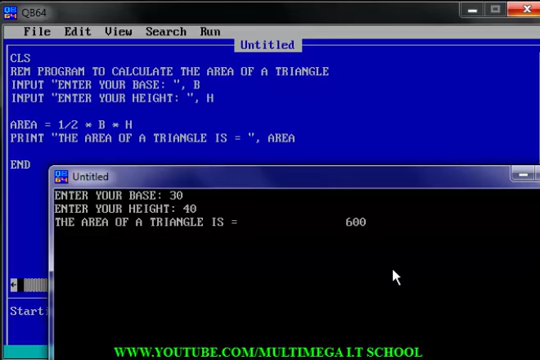 QB64
File Edit View Search Run
Untitled
CLS
REM PROGRAM TO CALCULATE THE AREA OF A TRIANGLE
INPUT "ENTER YOUR BASE: ", B
INPUT "ENTER YOUR HEIGHT: ", H
AREA = 1/2 * B * H
PRINT "THE AREA OF A TRIANGLE IS = ", AREA
END
Untitled
ENTER YOUR BASE: 30
ENTER YOUR HEIGHT: 40
THE AREA OF A TRIANGLE IS = 600
WWW.YOUTUBE.COM/MULTIMEGA I.T SCHOOL